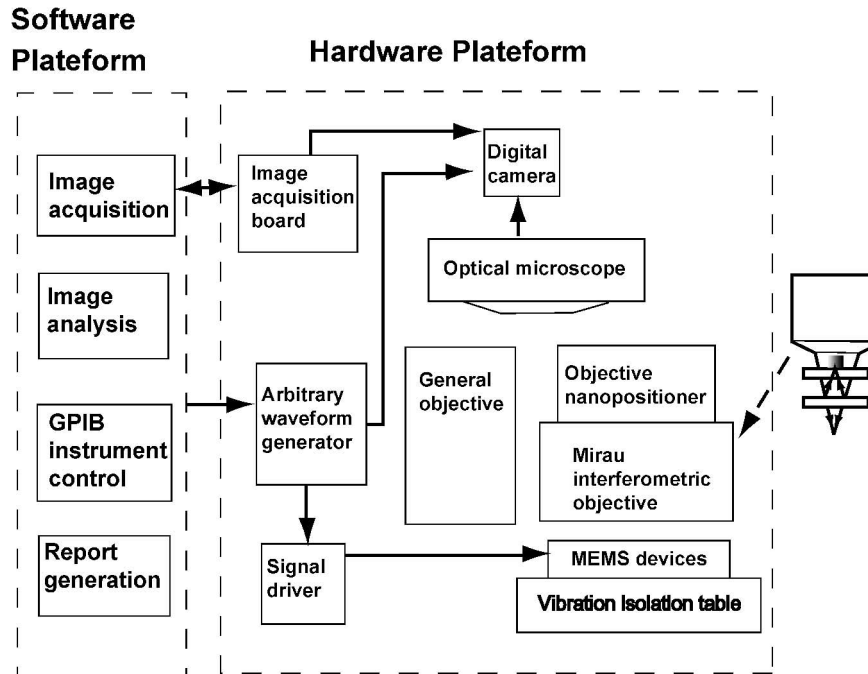 Software
Plateform
Hardware Plateform
Image
acquisition
Image
analysis
GPIB
instrument
control
Report
generation
Image
acquisition
board
Digital
camera
Optical microscope
Arbitrary
waveform
generator
General
objective
Objective
nanopositioner
Mirau
interferometric
objective
Signal
driver
MEMS devices
Vibration Isolation table